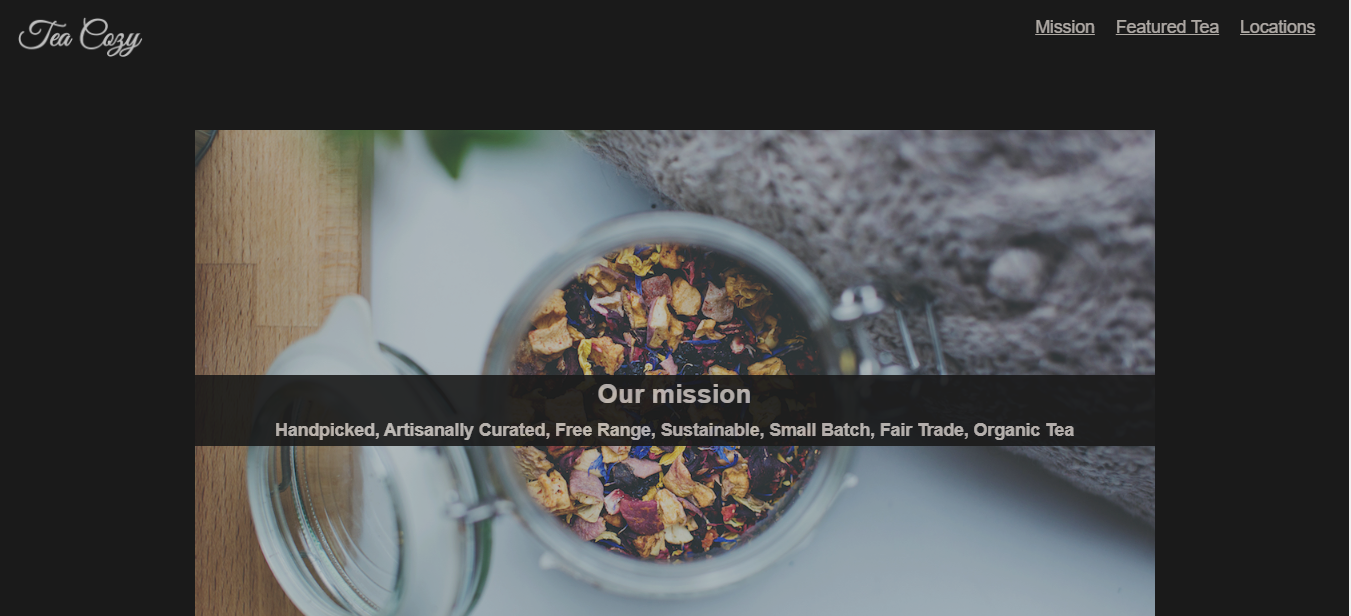 Tea Cozy
Mission Featured Tea Locations
Our mission
Handpicked, Artisanally Curated, Free Range, Sustainable, Small Batch, Fair Trade, Organic Tea